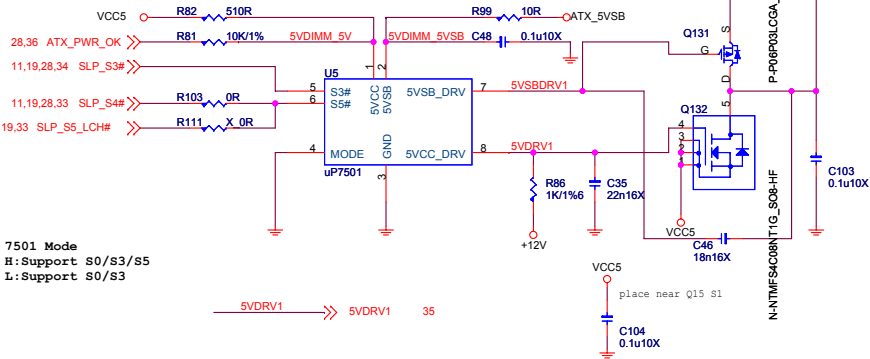 VCC5 R82 510R
R99 10R ATX_5VSB
28,36 ATX_PWR_OK R81 10K/1% 5VDIMM_5V
5VDIMM_5VSB C48 0.1u10X
11,19,28,34 SLP_S3#
11,19,28,33 SLP_S4# R103 0R
19,33 SLP_S5_LCH# R111 X_0R
U5
1 2
5 S3#
6 S5#
5VCC
5VSB
5VSB_DRV 7 5VSBDRV1
4 MODE
GND
3
5VCC_DRV 8 5VDRV1
uP7501
Q131
S
G
D
P-P06P03LCGA_
Q132
5
4
3
2
1
N-NTMFS4C08NT1G_SO8-HF
VCC5
R86
1K/1%6
+12V
C35
22n16X
C46
18n16X
C103
0.1u10X
7501 Mode
H:Support S0/S3/S5
L:Support S0/S3
5VDRV1 5VDRV1 35
VCC5
place near Q15 S1
C104
0.1u10X